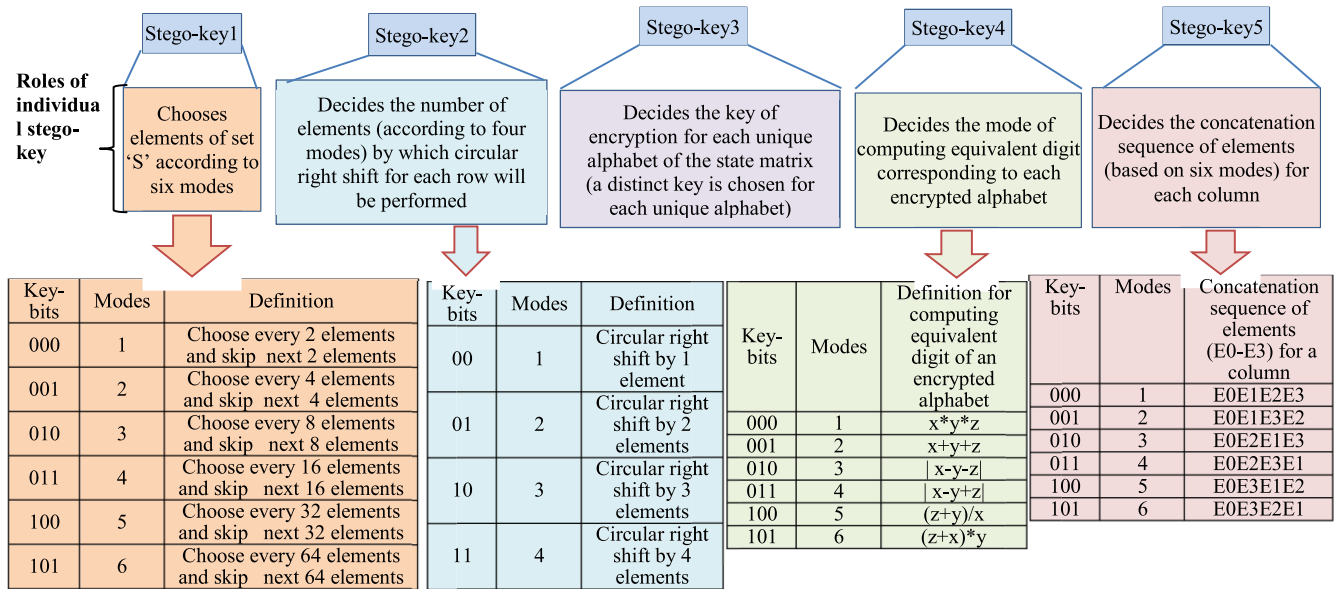 Stego-key1
Stego-key2
Stego-key3
Stego-key4
Stego-key5
Roles of
individua
l stego-
key
Chooses
elements of set
‘S’ according to
six modes
Decides the number of
elements (according to four
modes) by which circular
right shift for each row will
be performed
Decides the key of
encryption for each unique
alphabet of the state matrix
(a distinct key is chosen for
each unique alphabet)
Decides the mode of
computing equivalent digit
corresponding to each
encrypted alphabet
Decides the concatenation
sequence of elements
(based on six modes) for
each column
Key-
bits
Modes
Definition
000
1
Choose every 2 elements
and skip next 2 elements
001
2
Choose every 4 elements
and skip next 4 elements
010
3
Choose every 8 elements
and skip next 8 elements
011
4
Choose every 16 elements
and skip next 16 elements
100
5
Choose every 32 elements
and skip next 32 elements
101
6
Choose every 64 elements
and skip next 64 elements
Key-
bits
Modes
Definition
00
1
Circular right
shift by 1
element
01
2
Circular right
shift by 2
elements
10
3
Circular right
shift by 3
elements
11
4
Circular right
shift by 4
elements
Key-
bits
Modes
Definition for
computing
equivalent
digit of an
encrypted
alphabet
000
1
x*y*z
001
2
x+y+z
010
3
|x-y-z|
011
4
|x-y+z|
100
5
(z+y)/x
101
6
(z+x)*y
Key-
bits
Modes
Concatenation
sequence of
elements
(E0-E3) for a
column
000
1
E0E1E2E3
001
2
E0E1E3E2
010
3
E0E2E1E3
011
4
E0E2E3E1
100
5
E0E3E1E2
101
6
E0E3E2E1